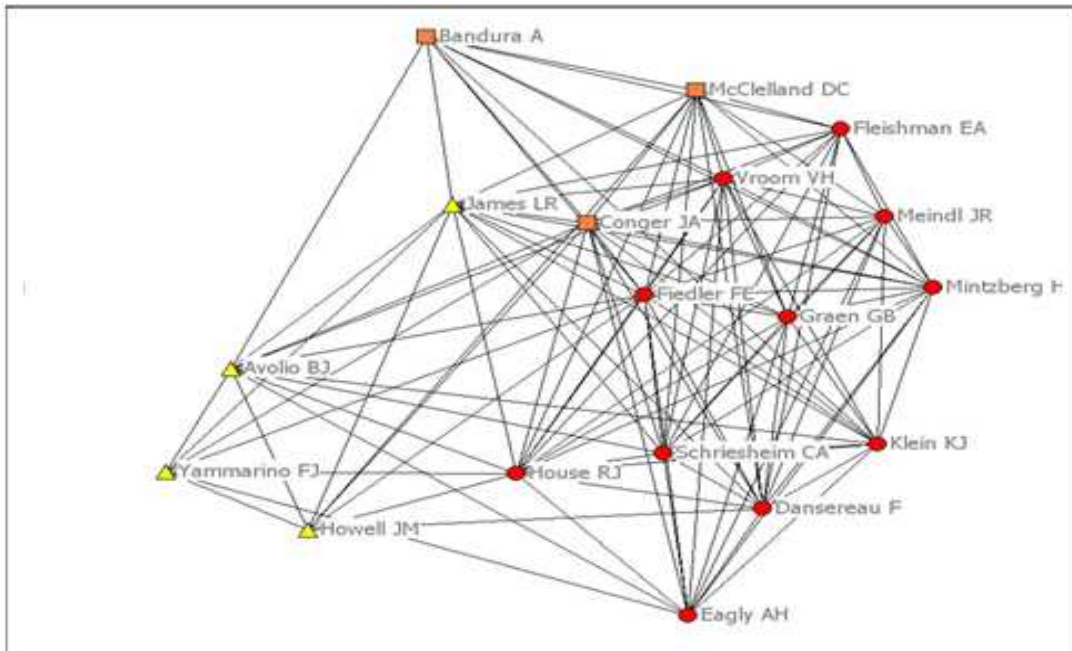 Bandura A
McClelland DC
Fleishman EA
Vroom VH
James LR
Meindl JR
Conger JA
Mintzberg H
Fiedler FE
Graen GB
Avolio BJ
Klein KJ
Schriesheim CA
Yammarino FJ
House RJ
Dansereau F
Howell JM
Eagly AH